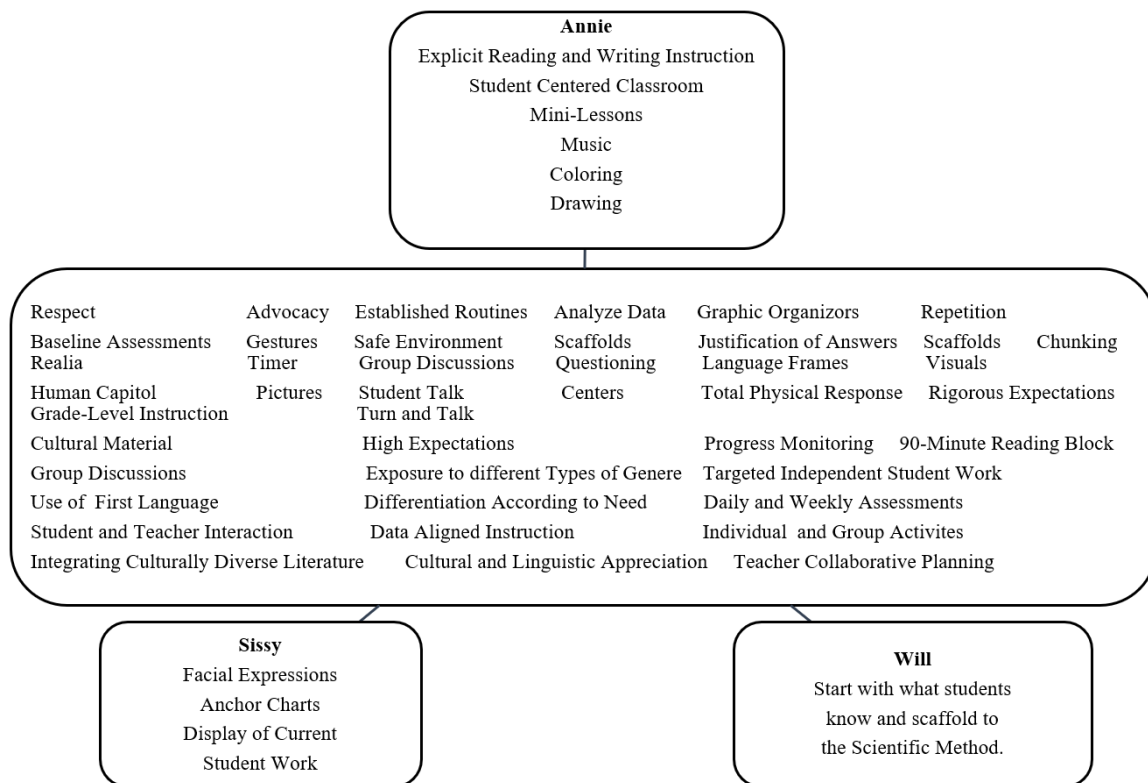 Annie
Explicit Reading and Writing Instruction
Student Centered Classroom
Mini-Lessons
Music
Coloring
Drawing
Respect Advocacy Established Routines Analyze Data Graphic Organizors Repetition
Baseline Assessments Gestures Safe Environment Scaffolds Justification of Answers Scaffolds Chunking
Realia Timer Group Discussions Questioning Language Frames Visuals
Human Capitol Pictures Student Talk Centers Total Physical Response Rigorous Expectations
Grade-Level Instruction Turn and Talk
Cultural Material High Expectations Progress Monitoring 90-Minute Reading Block
Group Discussions Exposure to different Types of Genere Targeted Independent Student Work
Use of First Language Differentiation According to Need Daily and Weekly Assessments
Student and Teacher Interaction Data Aligned Instruction Individual and Group Activites
Integrating Culturally Diverse Literature Cultural and Linguistic Appreciation Teacher Collaborative Planning
Sissy
Facial Expressions
Anchor Charts
Display of Current
Student Work
Will
Start with what students
know and scaffold to
the Scientific Method.